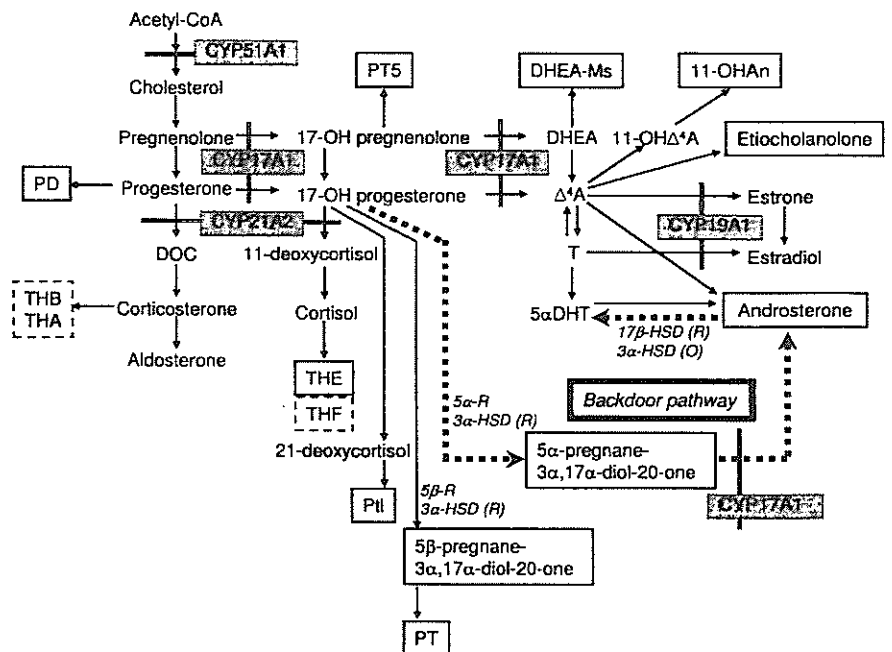 Acetyl-CoA
CYP51A1
Cholesterol
PT5
DHEA-Ms
11-OHAn
Pregnenolone
17-OH pregnenolone
DHEA
11-OHΔ⁴A
Etiocholanolone
CYP17A1
CYP17A1
PD
Progesterone
17-OH progesterone
Δ⁴A
Estrone
CYP21A2
CYP19A1
DOC
11-deoxycortisol
T
Estradiol
THB
THA
Corticosterone
Cortisol
5αDHT
Androsterone
17β-HSD (R)
3α-HSD (O)
Aldosterone
THE
THF
5α-R
3α-HSD (R)
Backdoor pathway
21-deoxycortisol
5α-pregnane-
3α,17α-diol-20-one
CYP17A1
Ptl
5β-R
3α-HSD (R)
5β-pregnane-
3α,17α-diol-20-one
PT